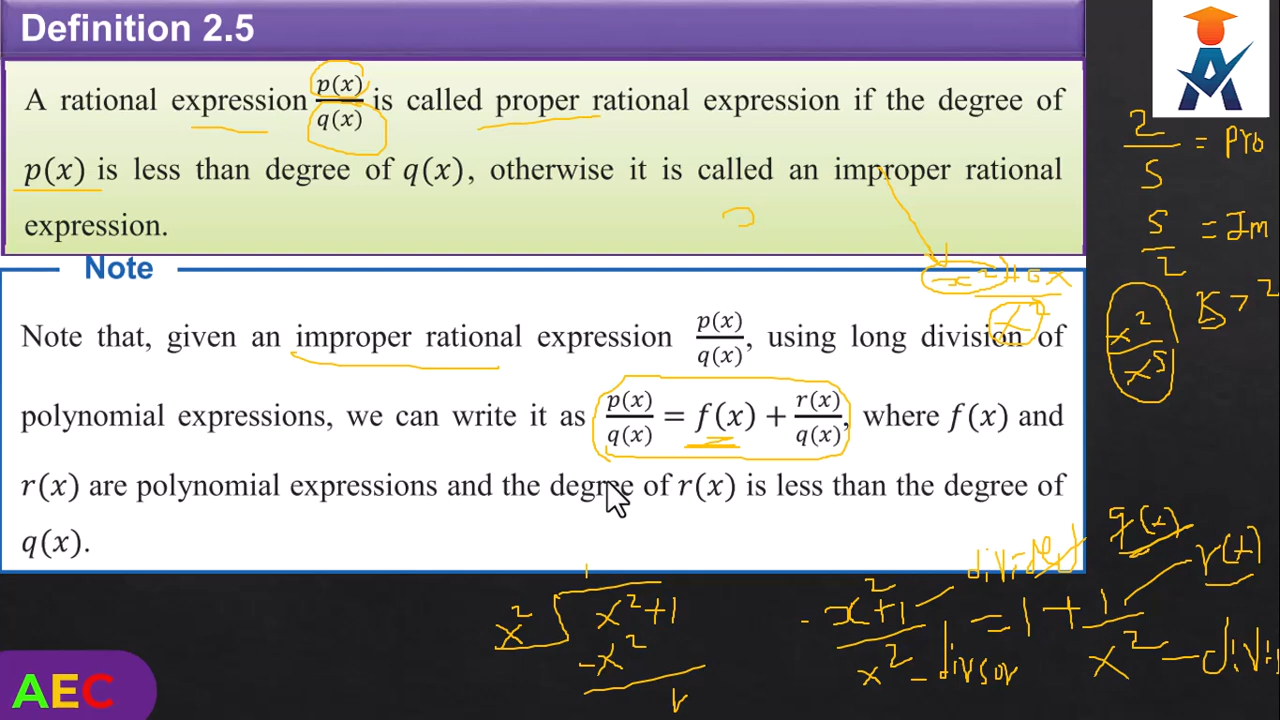 Definition 2.5
A rational expression p(x)/q(x) is called proper rational expression if the degree of
p(x) is less than degree of q(x), otherwise it is called an improper rational
expression.
2/5 = Pro
5/2 = Im
x²/x⁵ 5 > 2
x² + 6x / x²
Note
Note that, given an improper rational expression p(x)/q(x), using long division of
polynomial expressions, we can write it as p(x)/q(x) = f(x) + r(x)/q(x), where f(x) and
r(x) are polynomial expressions and the degree of r(x) is less than the degree of
q(x).
q(x)
r(x)
1
x² √ x²+1
-x²
x²+1 / x² = 1 + 1/x²
divisor
AEC